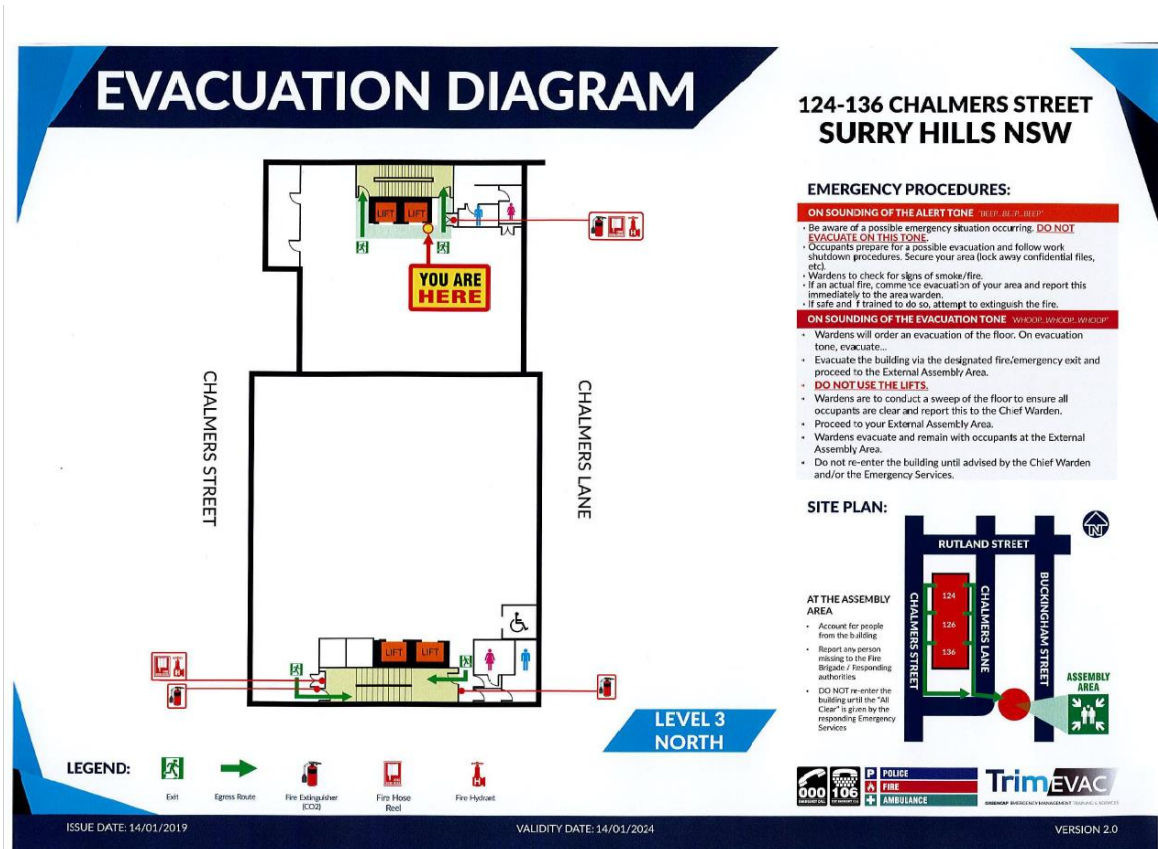 EVACUATION DIAGRAM
124-136 CHALMERS STREET
SURRY HILLS NSW
LIFT LIFT
YOU ARE
HERE
CHALMERS STREET
CHALMERS LANE
LIFT LIFT
LEVEL 3
NORTH
EMERGENCY PROCEDURES:
ON SOUNDING OF THE ALERT TONE "BEEP...BEEP...BEEP"
• Be aware of a possible emergency situation occurring. DO NOT
EVACUATE ON THIS TONE.
• Occupants prepare for a possible evacuation and follow work
shutdown procedures. Secure your area (lock away confidential files,
etc).
• Wardens to check for signs of smoke/fire.
• If an actual fire, commence evacuation of your area and report this
immediately to the area warden.
• If safe and if trained to do so, attempt to extinguish the fire.
ON SOUNDING OF THE EVACUATION TONE "WHOOP...WHOOP...WHOOP"
• Wardens will order an evacuation of the floor. On evacuation
tone, evacuate...
• Evacuate the building via the designated fire/emergency exit and
proceed to the External Assembly Area.
• DO NOT USE THE LIFTS.
• Wardens are to conduct a sweep of the floor to ensure all
occupants are clear and report this to the Chief Warden.
• Proceed to your External Assembly Area.
• Wardens evacuate and remain with occupants at the External
Assembly Area.
• Do not re-enter the building until advised by the Chief Warden
and/or the Emergency Services.
SITE PLAN:
N
RUTLAND STREET
CHALMERS STREET
124
126
136
CHALMERS LANE
BUCKINGHAM STREET
ASSEMBLY
AREA
AT THE ASSEMBLY
AREA
• Account for people
from the building
• Report any person
missing to the Fire
Brigade / Responding
authorities
• DO NOT re-enter the
building until the "All
Clear" is given by the
responding Emergency
Services
LEGEND:
Exit
Egress Route
Fire Extinguisher
(CO2)
Fire Hose
Reel
Fire Hydrant
000
106
P POLICE
FIRE
AMBULANCE
TrimEVAC
ISSUE DATE: 14/01/2019
VALIDITY DATE: 14/01/2024
VERSION 2.0